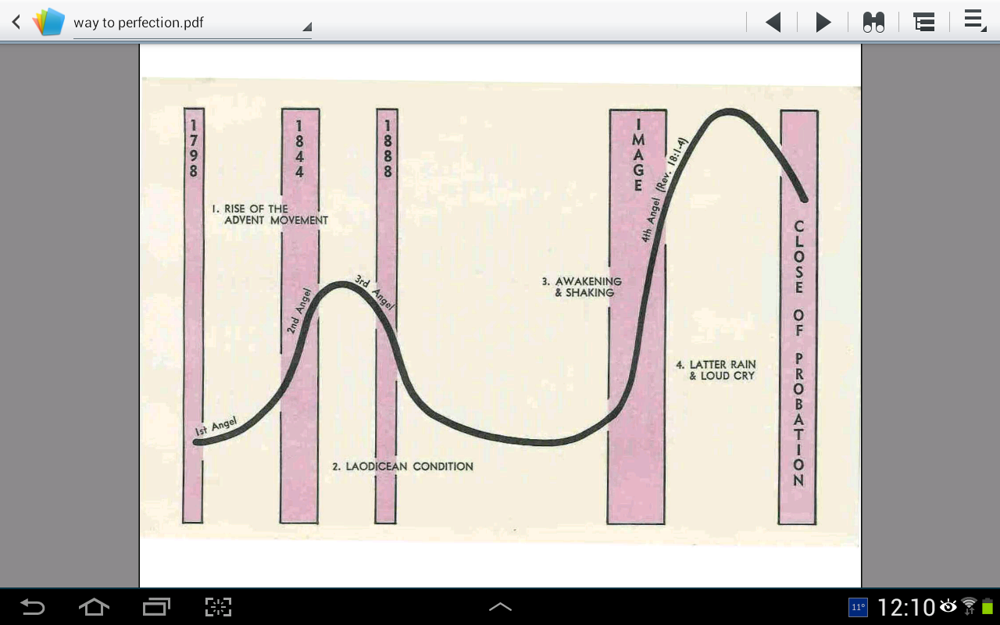 way to perfection.pdf
1798
1844
1888
IMAGE
1. RISE OF THE
ADVENT MOVEMENT
4th Angel (Rev. 18:1-4)
CLOSE OF PROBATION
3rd Angel
3. AWAKENING
& SHAKING
2nd Angel
4. LATTER RAIN
& LOUD CRY
1st Angel
2. LAODICEAN CONDITION
11°
12:10